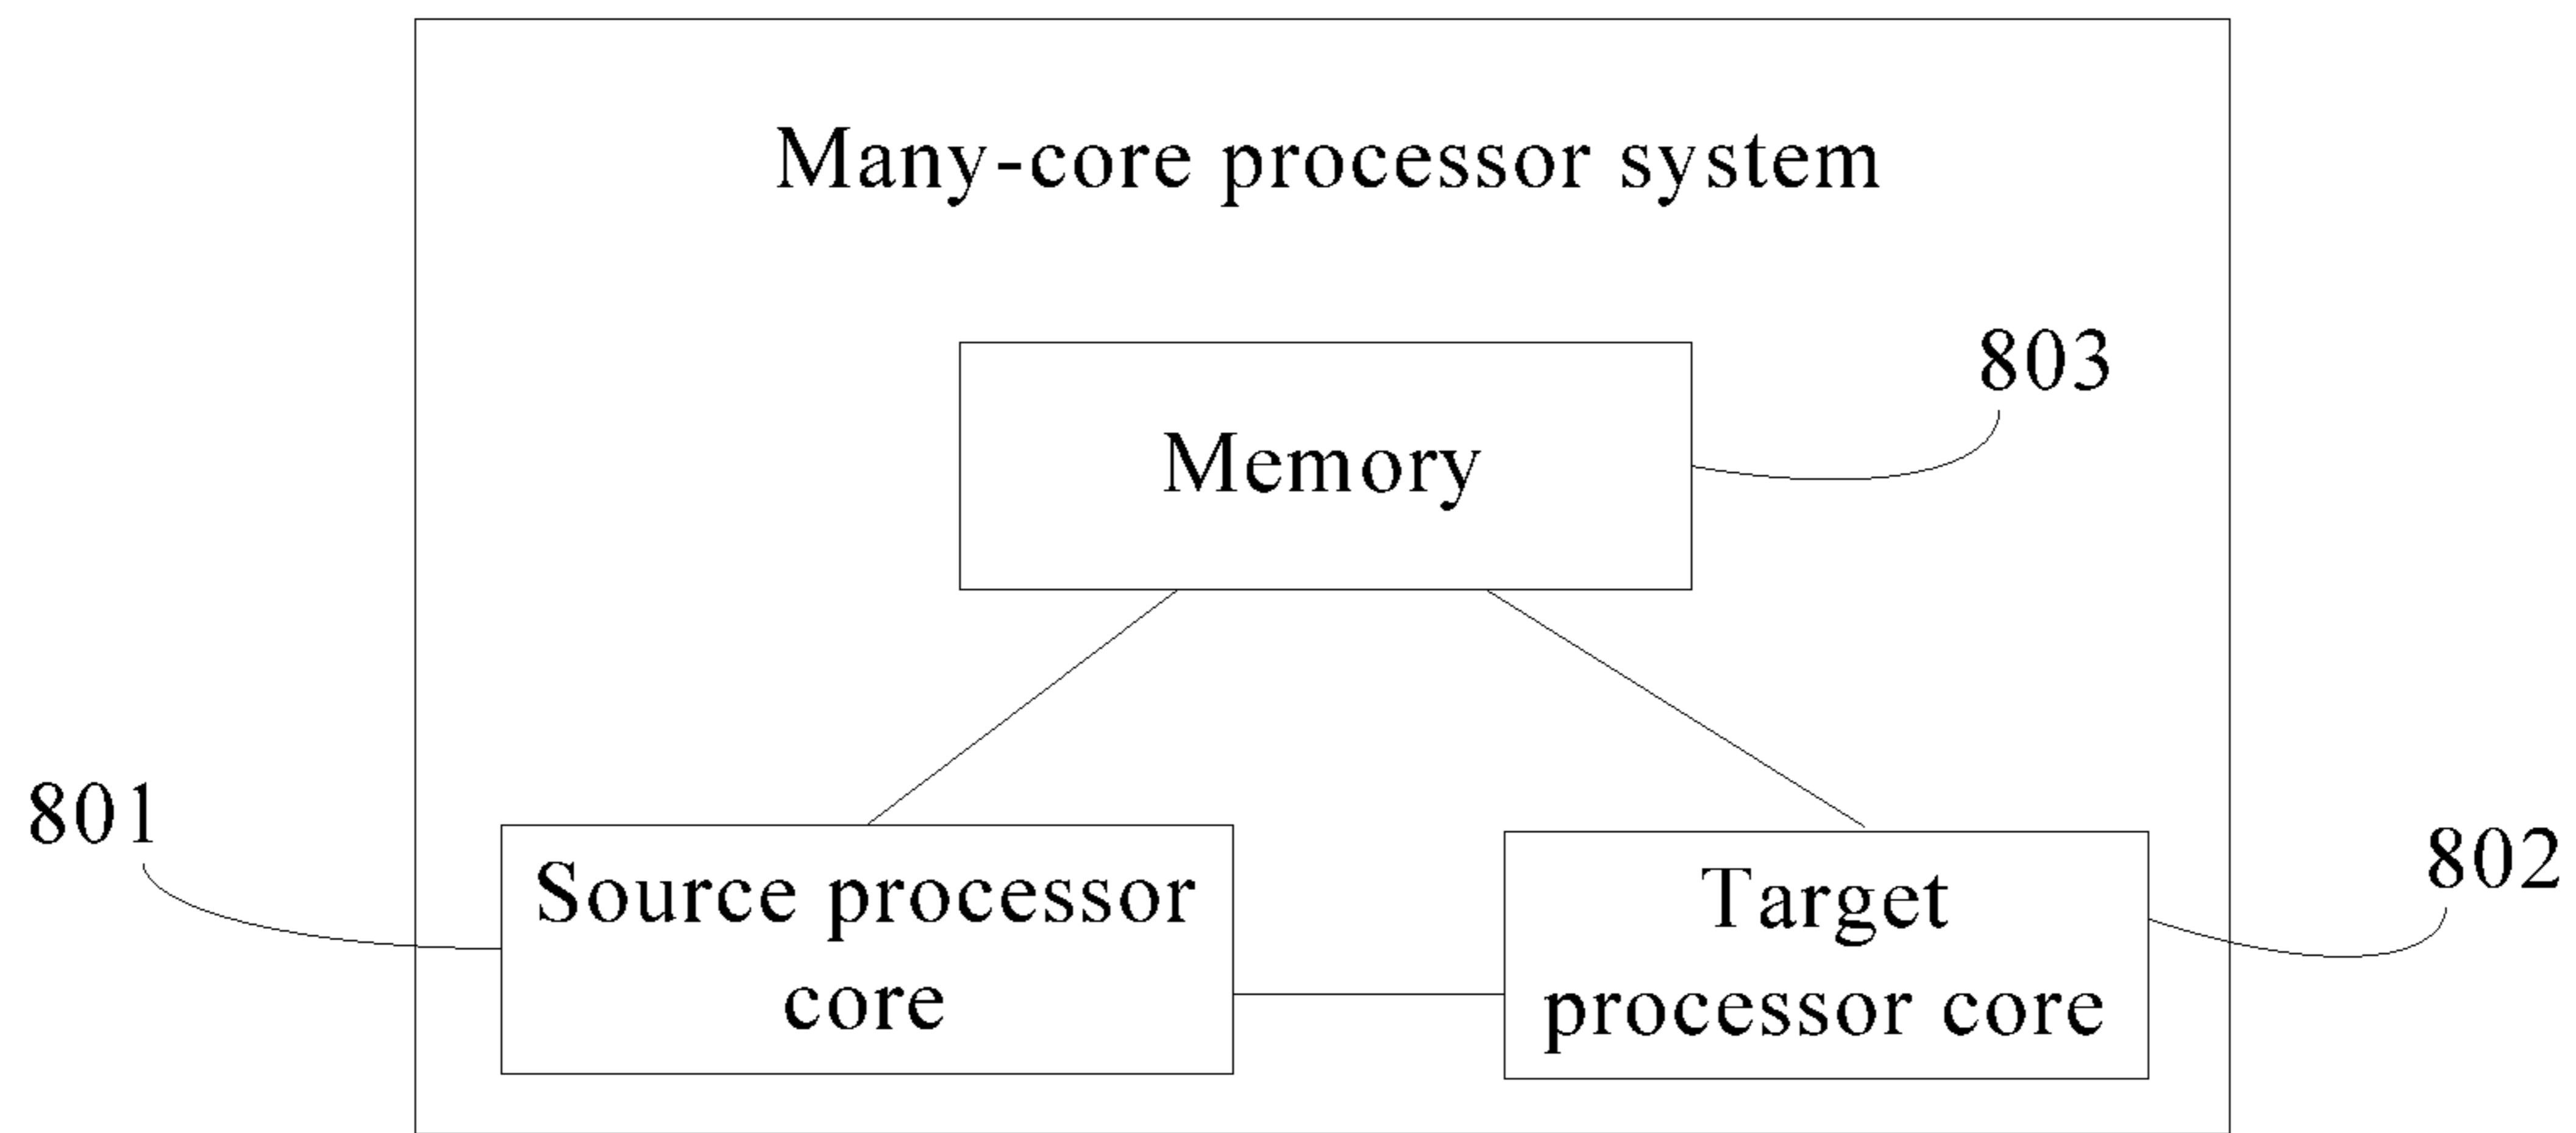 Many-core processor system
803
Memory
801
Source processor
core
802
Target
processor core